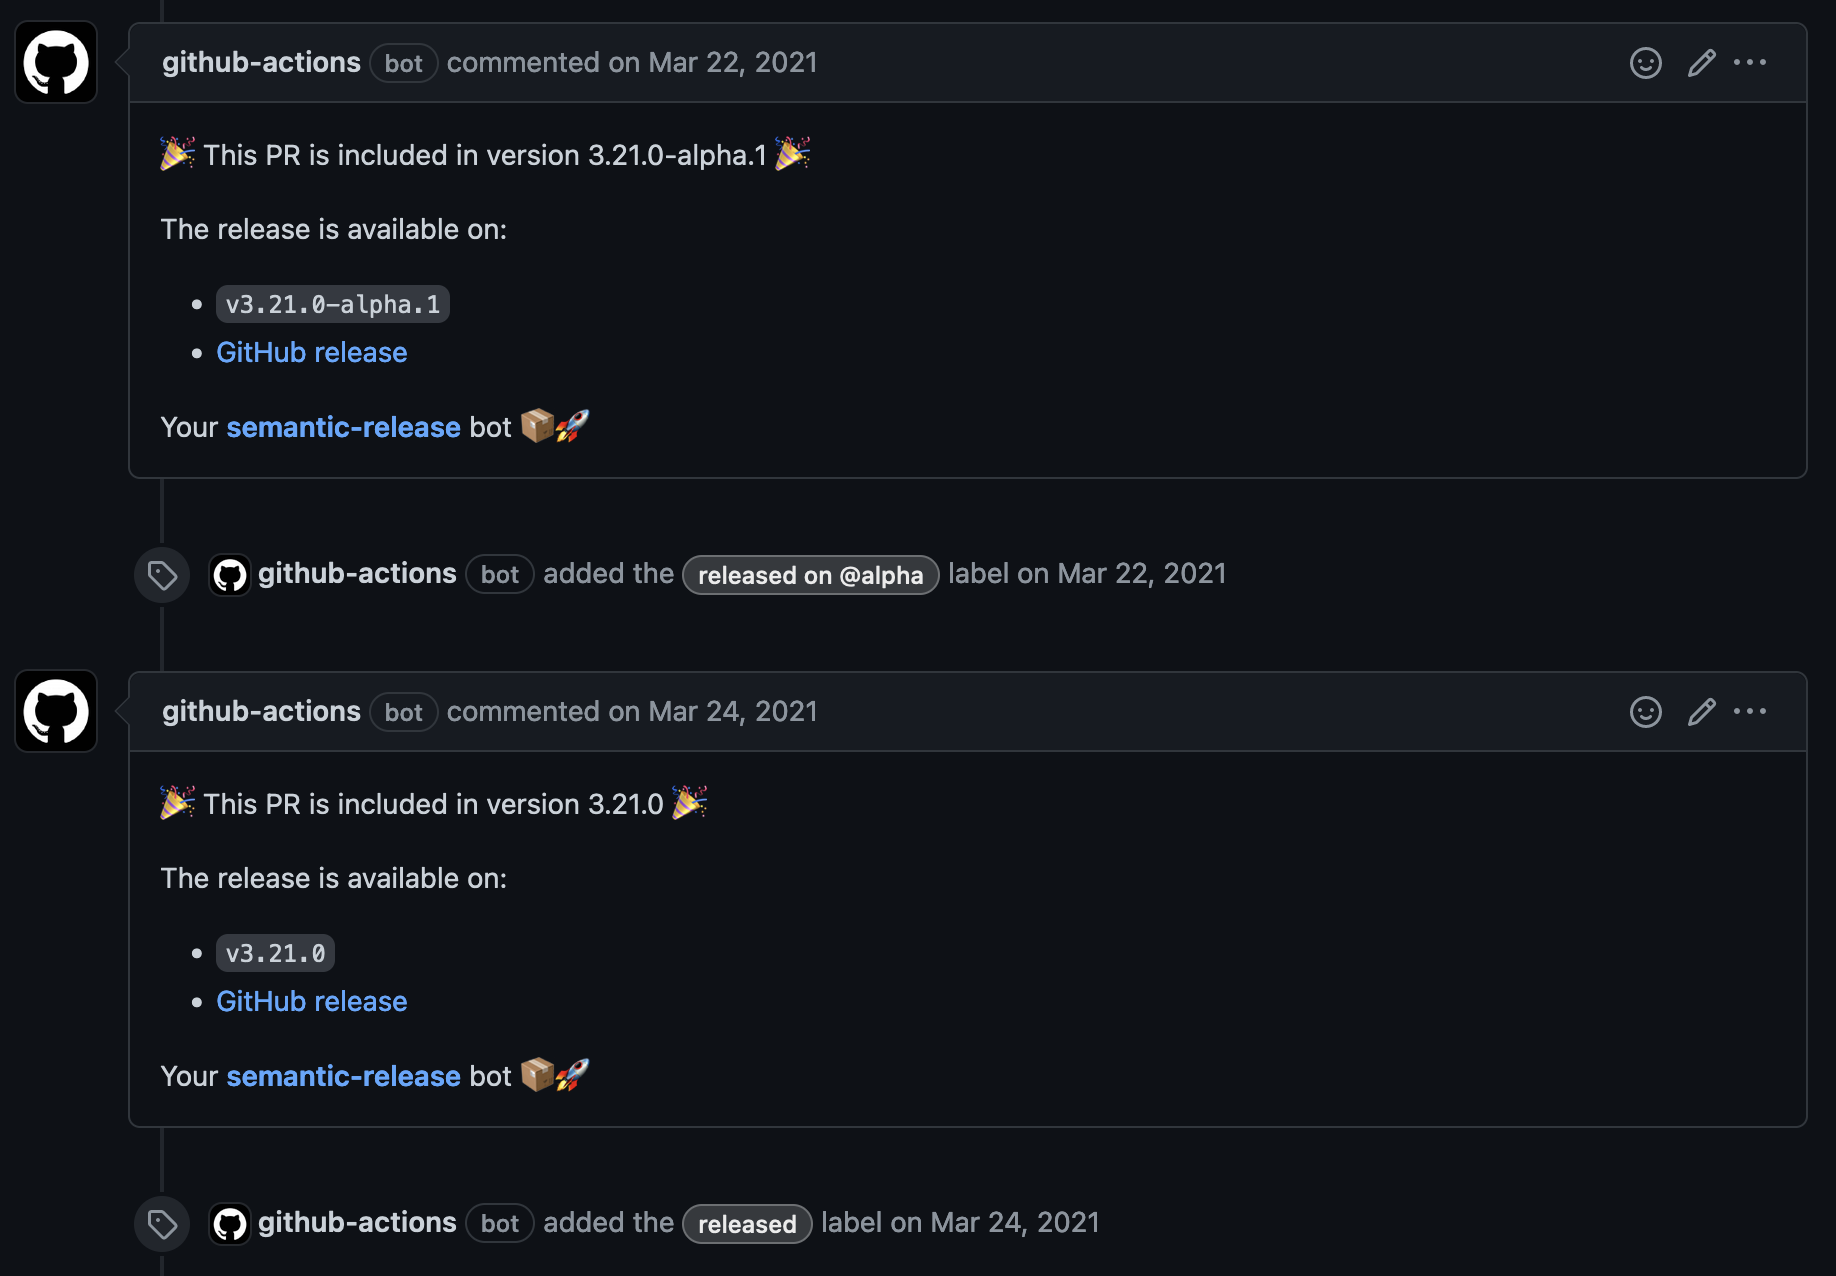 github-actions bot commented on Mar 22, 2021
🎉 This PR is included in version 3.21.0-alpha.1 🎉
The release is available on:
• v3.21.0-alpha.1
• GitHub release
Your semantic-release bot 📦🚀
github-actions bot added the released on @alpha label on Mar 22, 2021
github-actions bot commented on Mar 24, 2021
🎉 This PR is included in version 3.21.0 🎉
The release is available on:
• v3.21.0
• GitHub release
Your semantic-release bot 📦🚀
github-actions bot added the released label on Mar 24, 2021